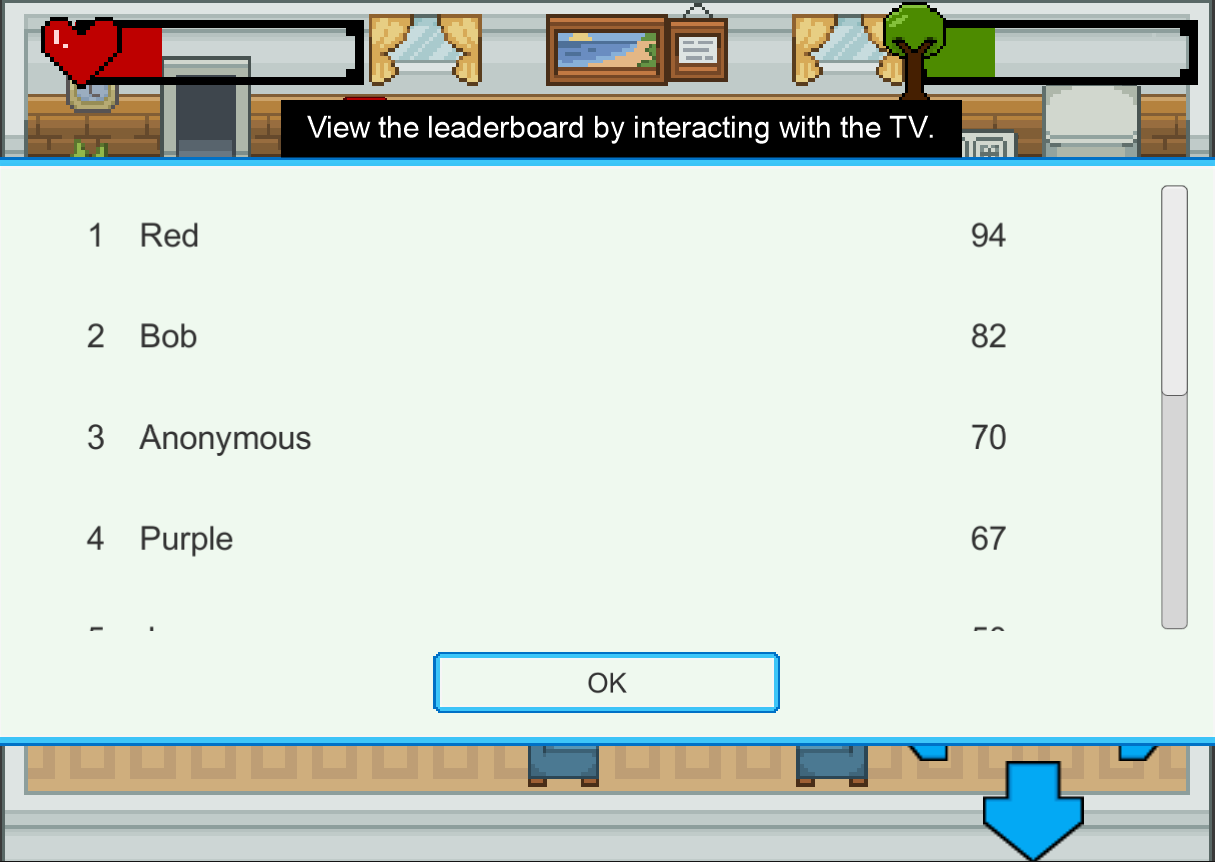 View the leaderboard by interacting with the TV.
1 Red 94
2 Bob 82
3 Anonymous 70
4 Purple 67
OK